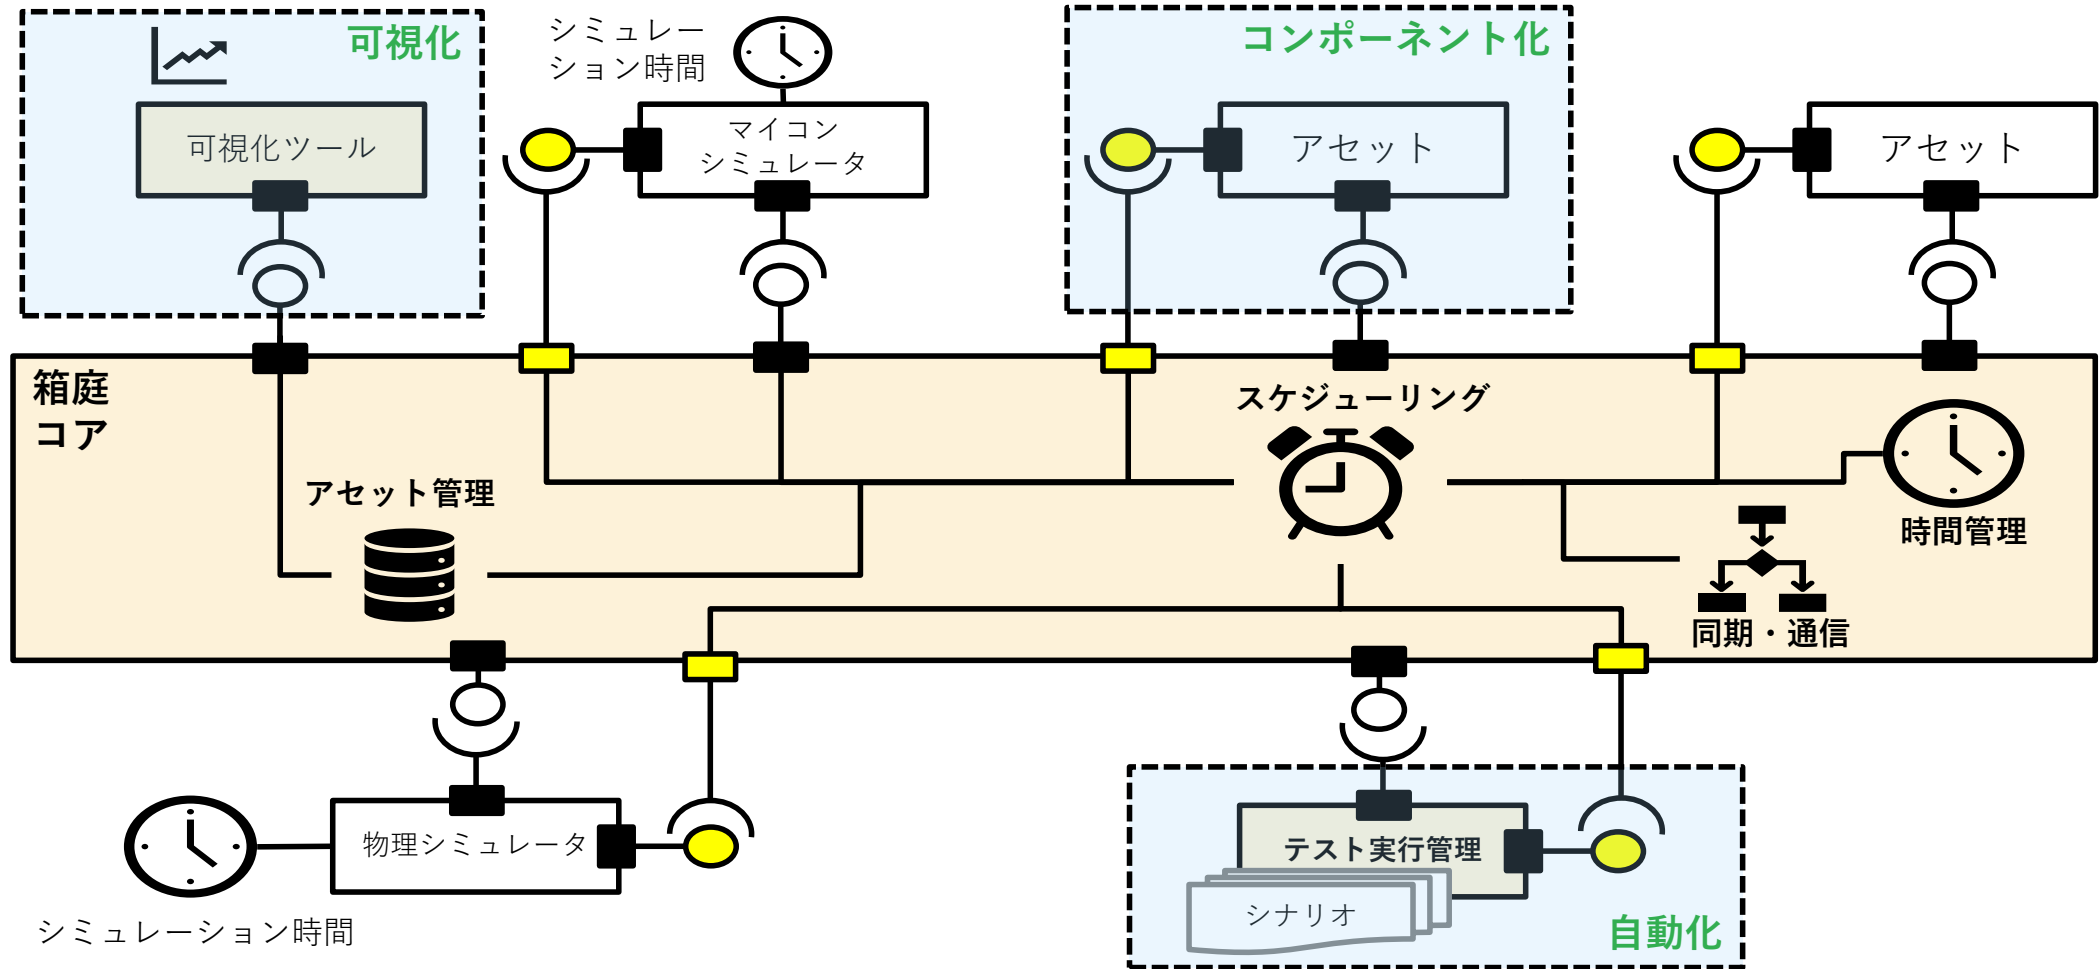 可視化
シミュレー
ション時間
コンポーネント化
可視化ツール
マイコン
シミュレータ
アセット
アセット
箱庭
コア
スケジューリング
アセット管理
時間管理
同期・通信
物理シミュレータ
テスト実行管理
シナリオ
シミュレーション時間
自動化